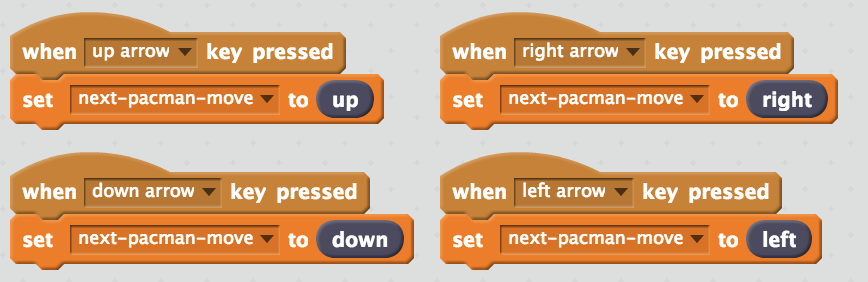 when up arrow key pressed
set next-pacman-move to up
when right arrow key pressed
set next-pacman-move to right
when down arrow key pressed
set next-pacman-move to down
when left arrow key pressed
set next-pacman-move to left